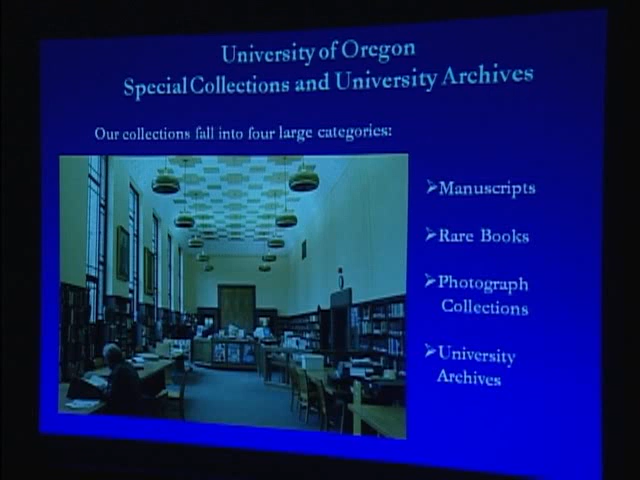 University of Oregon
Special Collections and University Archives
Our collections fall into four large categories:
➢Manuscripts
➢Rare Books
➢Photograph
Collections
➢University
Archives